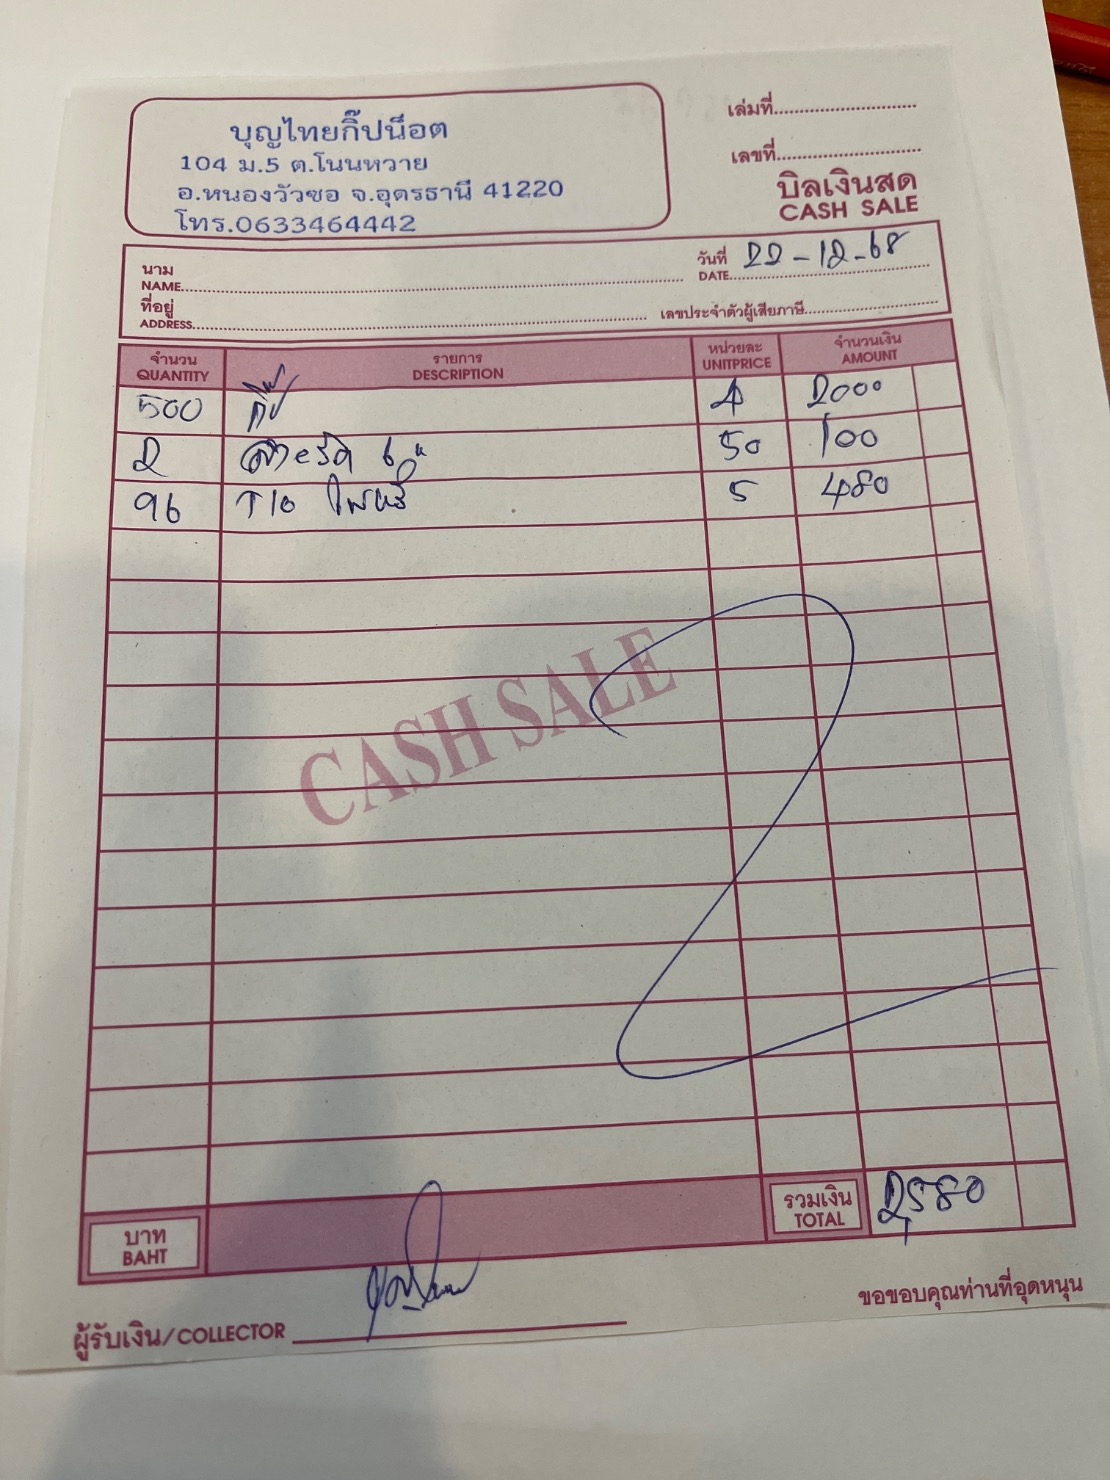 บุญไทยกิ๊ปน็อต
104 ม.5 ต.โนนหวาย
อ.หนองวัวซอ จ.อุดรธานี 41220
โทร.0633464442
เล่มที่
เลขที่
บิลเงินสด
CASH SALE
นาม
NAME
วันที่ 22-12-68
DATE
ที่อยู่
ADDRESS
เลขประจำตัวผู้เสียภาษี
จำนวน QUANTITY รายการ DESCRIPTION หน่วยละ UNITPRICE จำนวนเงิน AMOUNT
500 กิ๊ป 4 2000
2 6" 50 100
96 T10 5 480
CASH SALE
บาท
BAHT
รวมเงิน
TOTAL
2,580
ผู้รับเงิน/COLLECTOR
ขอขอบคุณท่านที่อุดหนุน